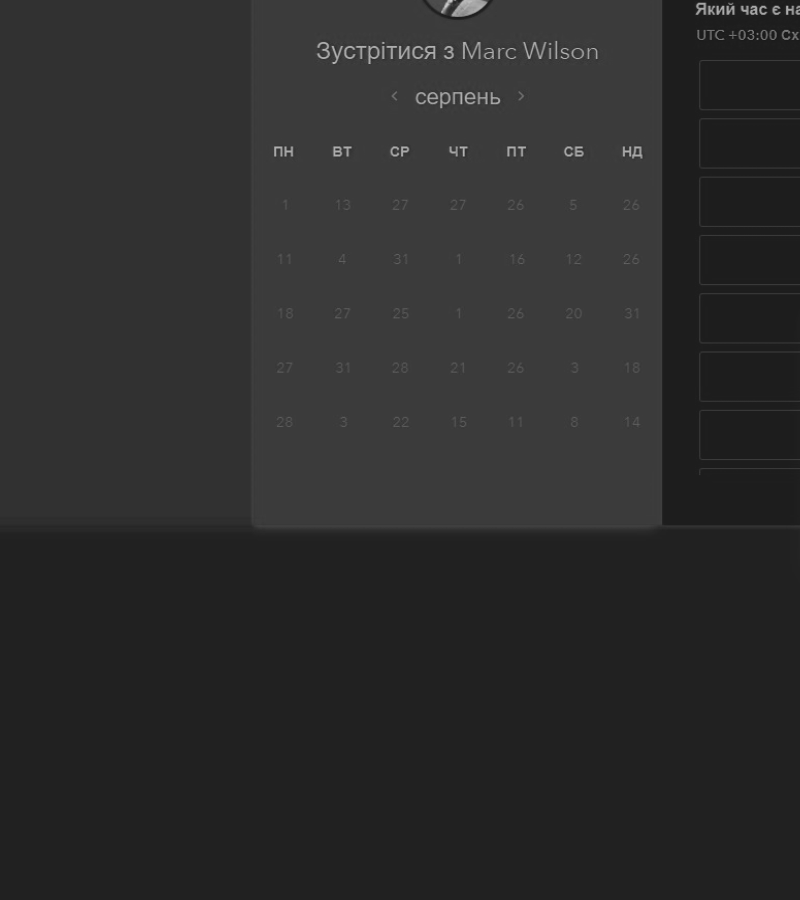 Зустрітися з Marc Wilson
серпень
ПН ВТ СР ЧТ ПТ СБ НД
1 13 27 27 26 5 26
11 4 31 1 16 12 26
18 27 25 1 26 20 31
27 31 28 21 26 3 18
28 3 22 15 11 8 14
Який час є
UTC +03:00